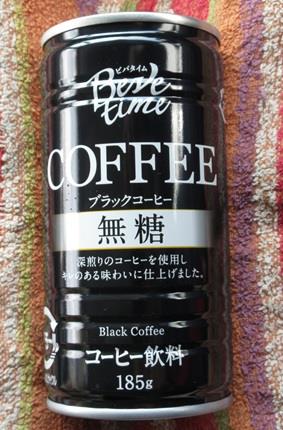 ビバタイム
Beve
time
COFFEE
ブラックコーヒー
無糖
深煎りのコーヒーを使用し
キレのある味わいに仕上げました。
Black Coffee
コーヒー飲料
185g